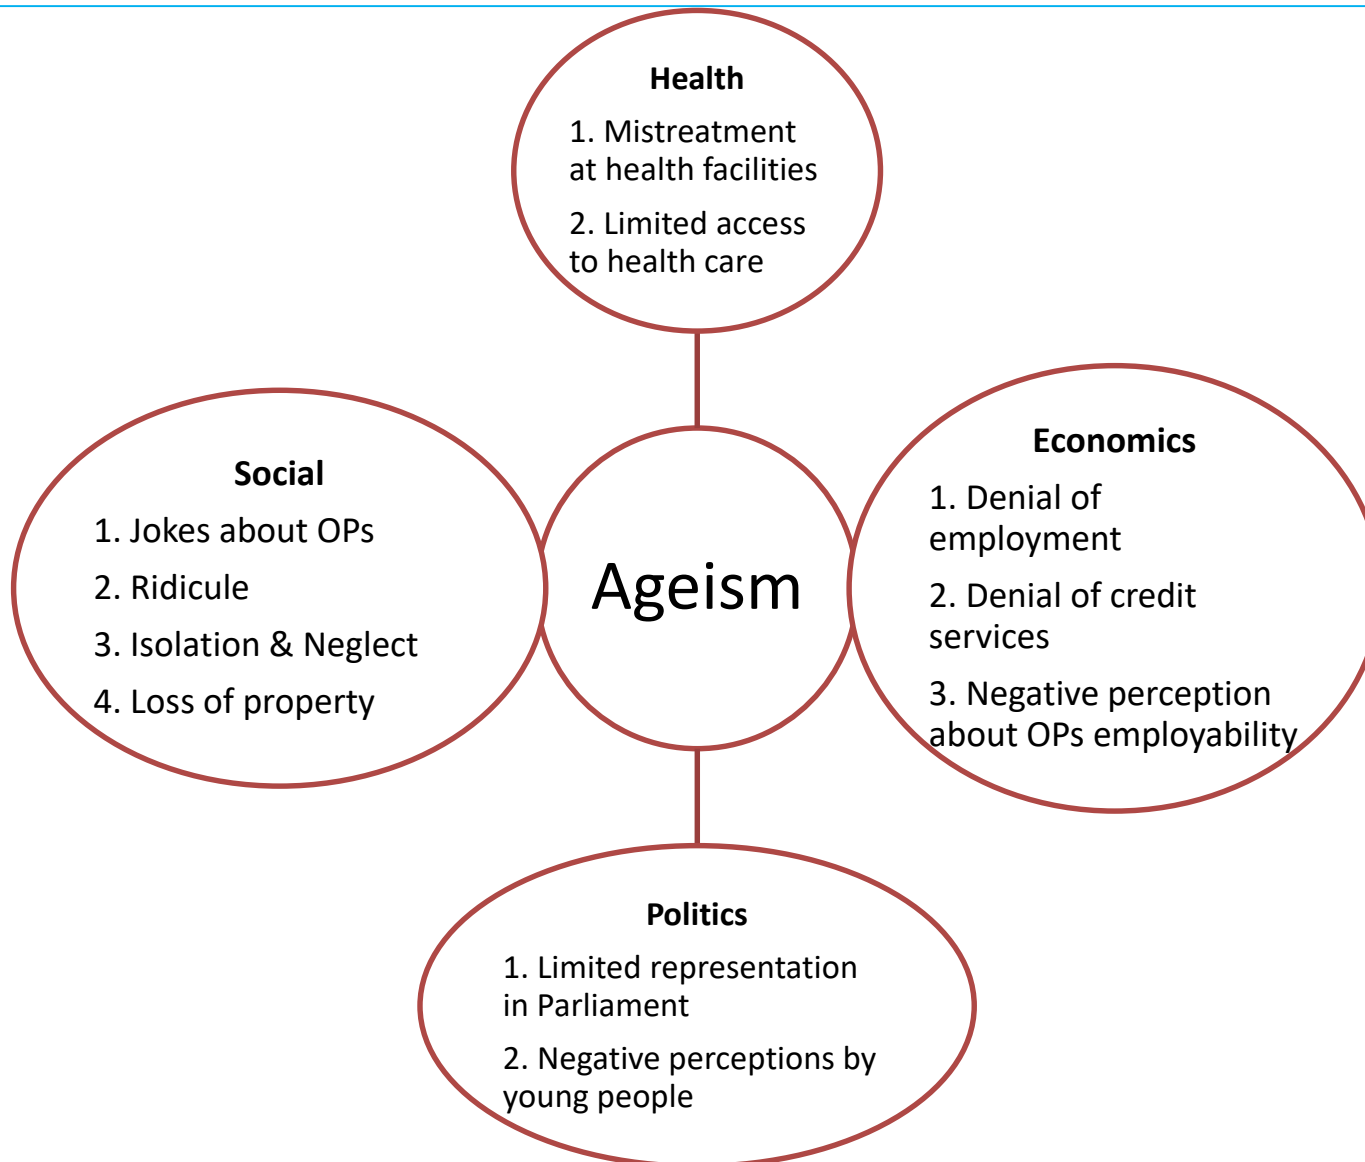 Health
1. Mistreatment
at health facilities
2. Limited access
to health care
Social
1. Jokes about OPs
2. Ridicule
3. Isolation & Neglect
4. Loss of property
Ageism
Economics
1. Denial of
employment
2. Denial of credit
services
3. Negative perception
about OPs employability
Politics
1. Limited representation
in Parliament
2. Negative perceptions by
young people